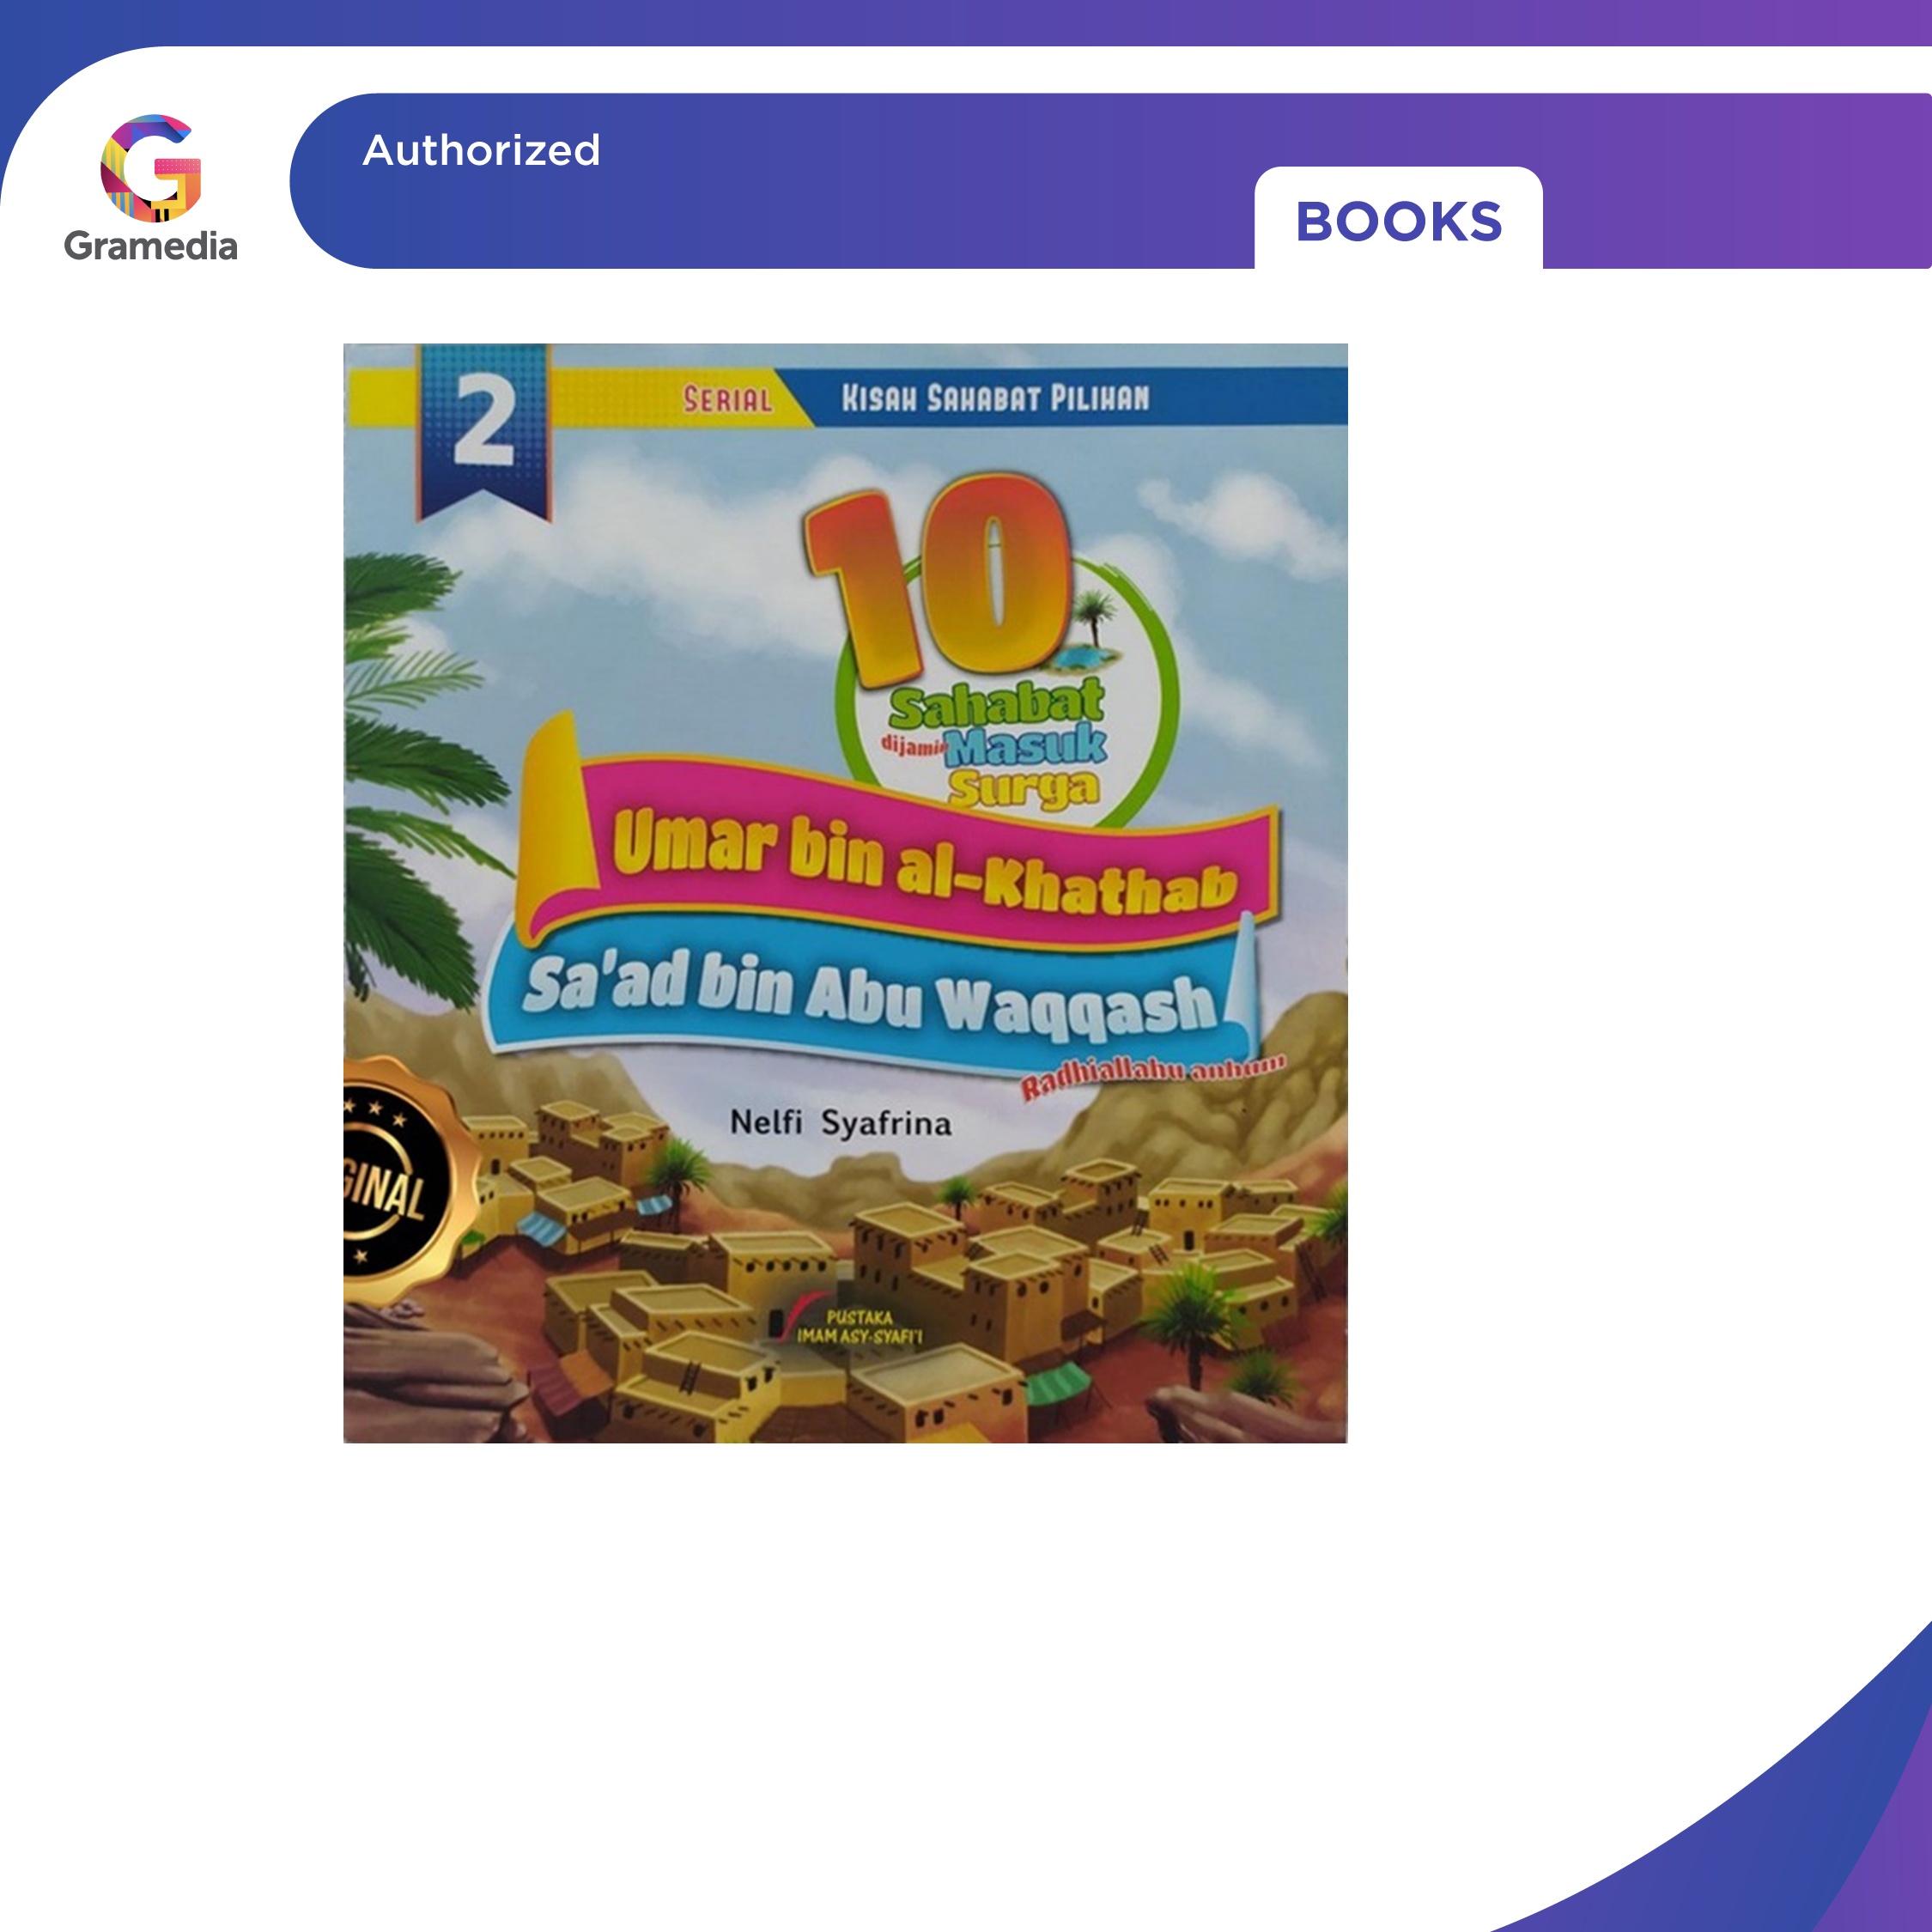 Gramedia
Authorized
BOOKS
2
SERIAL KISAH SAHABAT PILIHAN
10
Sahabat
dijamin Masuk
Surga
Umar bin al-Khathab
Sa'ad bin Abu Waqqash
Radhiallahu anhum
Nelfi Syafrina
PUSTAKA
IMAM ASY-SYAFI'I